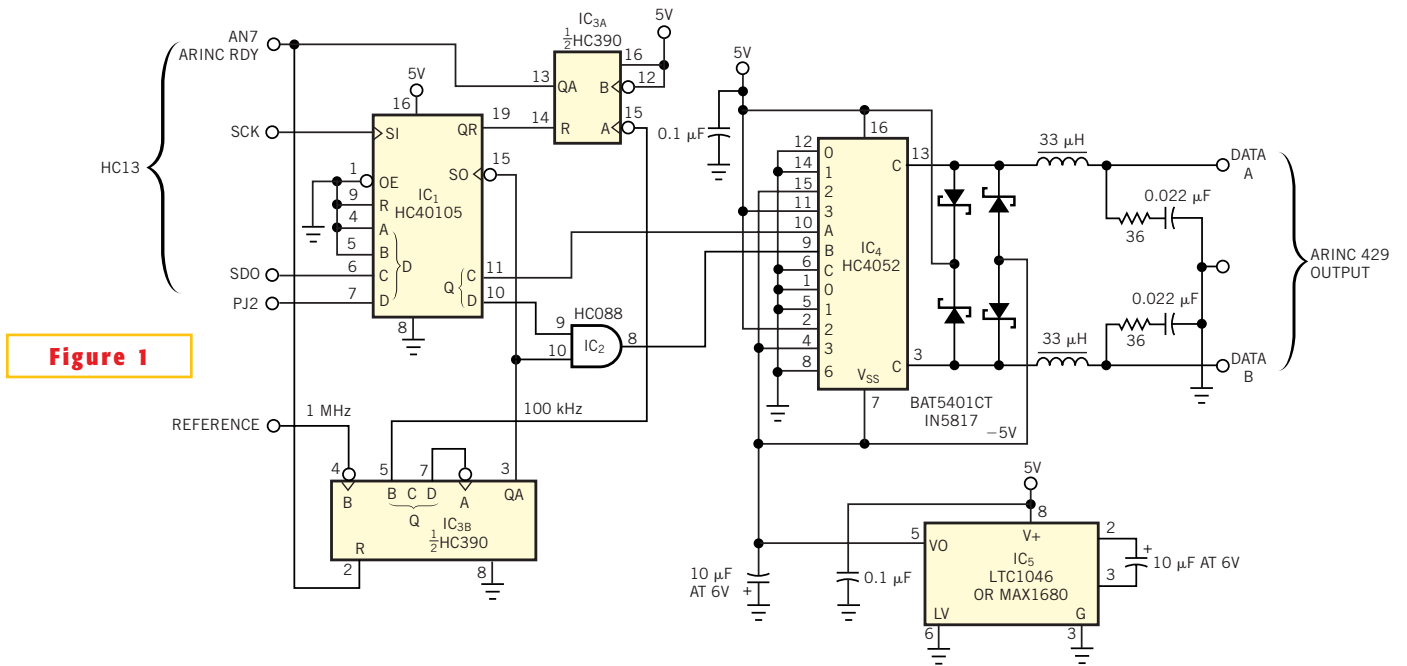 AN7
ARINC RDY
SCK
HC13
SDO
PJ2
Figure 1
REFERENCE
1 MHz
5V
16
SI
QR
19
1
OE
SO
15
9
R
IC1
HC40105
4
A
5
B
D
6
C
7
D
Q
C
11
D
10
8
IC3A
½HC390
5V
13
QA
16
B
12
14
R
A
15
HC088
9
10
IC2
8
100 kHz
4
5
7
3
B
B C D
A
QA
Q
IC3B
½HC390
R
2
8
5V
0.1 µF
16
12
0
14
1
15
2
11
3
10
A
9
B
6
C
1
0
5
1
2
2
4
3
8
6
C
13
IC4
HC4052
C
3
VSS
7
BAT5401CT
IN5817
–5V
33 µH
DATA
A
0.022 µF
36
ARINC 429
OUTPUT
0.022 µF
33 µH
36
DATA
B
5V
8
5
VO
V+
2
IC5
LTC1046
OR MAX1680
3
+
10 µF AT 6V
LV
G
6
3
10 µF
AT 6V
+
0.1 µF